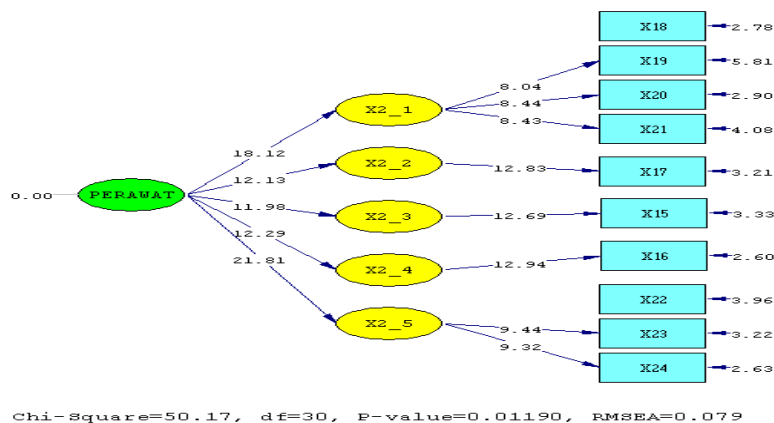 X18 2.78
X19 5.81
8.04
X2_1 8.44 X20 2.90
8.43
X21 4.08
18.12
X2_2 12.83 X17 3.21
12.13
0.00 PERAWAT
11.98
X2_3 12.69 X15 3.33
12.29
X2_4 12.94 X16 2.60
21.81
X22 3.96
X2_5 9.44 X23 3.22
9.32
X24 2.63
Chi-Square=50.17, df=30, P-value=0.01190, RMSEA=0.079